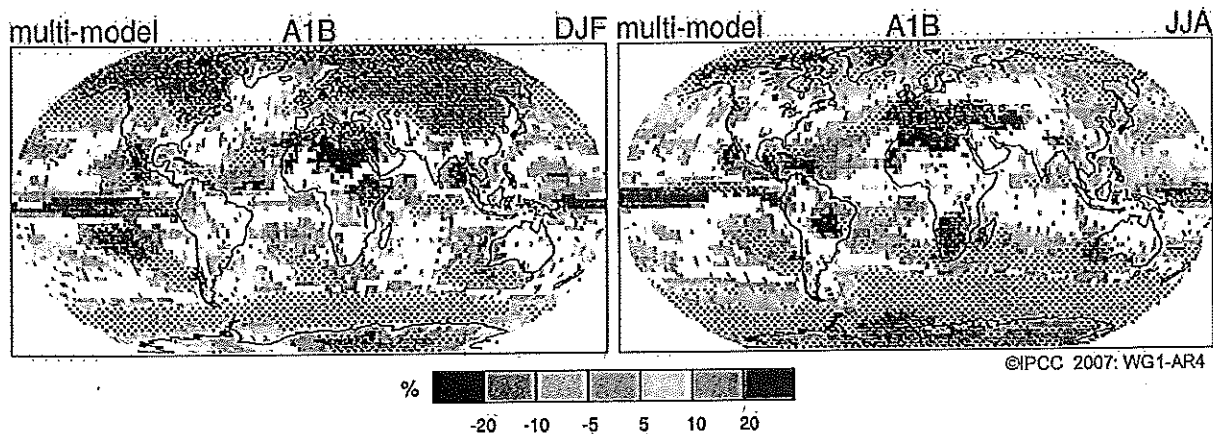 multi-model A1B DJF
multi-model A1B JJA
©IPCC 2007: WG1-AR4
%
-20 -10 -5 5 10 20